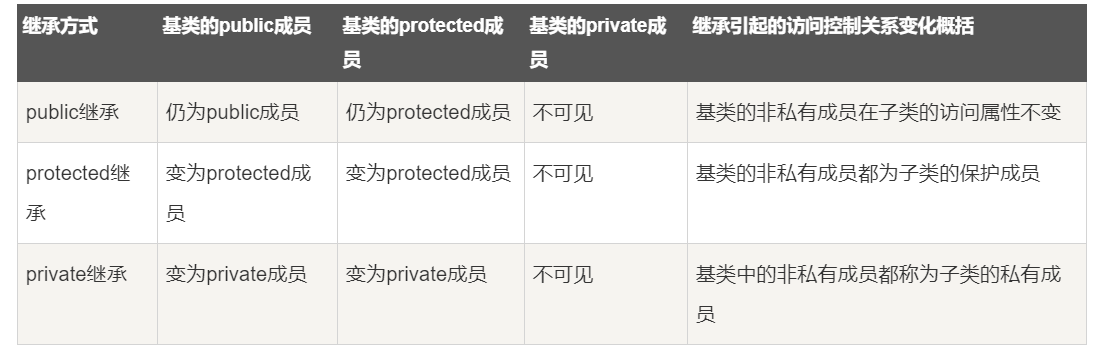 继承方式
基类的public成员
基类的protected成
员
基类的private成
员
继承引起的访问控制关系变化概括
public继承
仍为public成员
仍为protected成员
不可见
基类的非私有成员在子类的访问属性不变
protected继
承
变为protected成
员
变为protected成员
不可见
基类的非私有成员都为子类的保护成员
private继承
变为private成员
变为private成员
不可见
基类中的非私有成员都称为子类的私有成
员